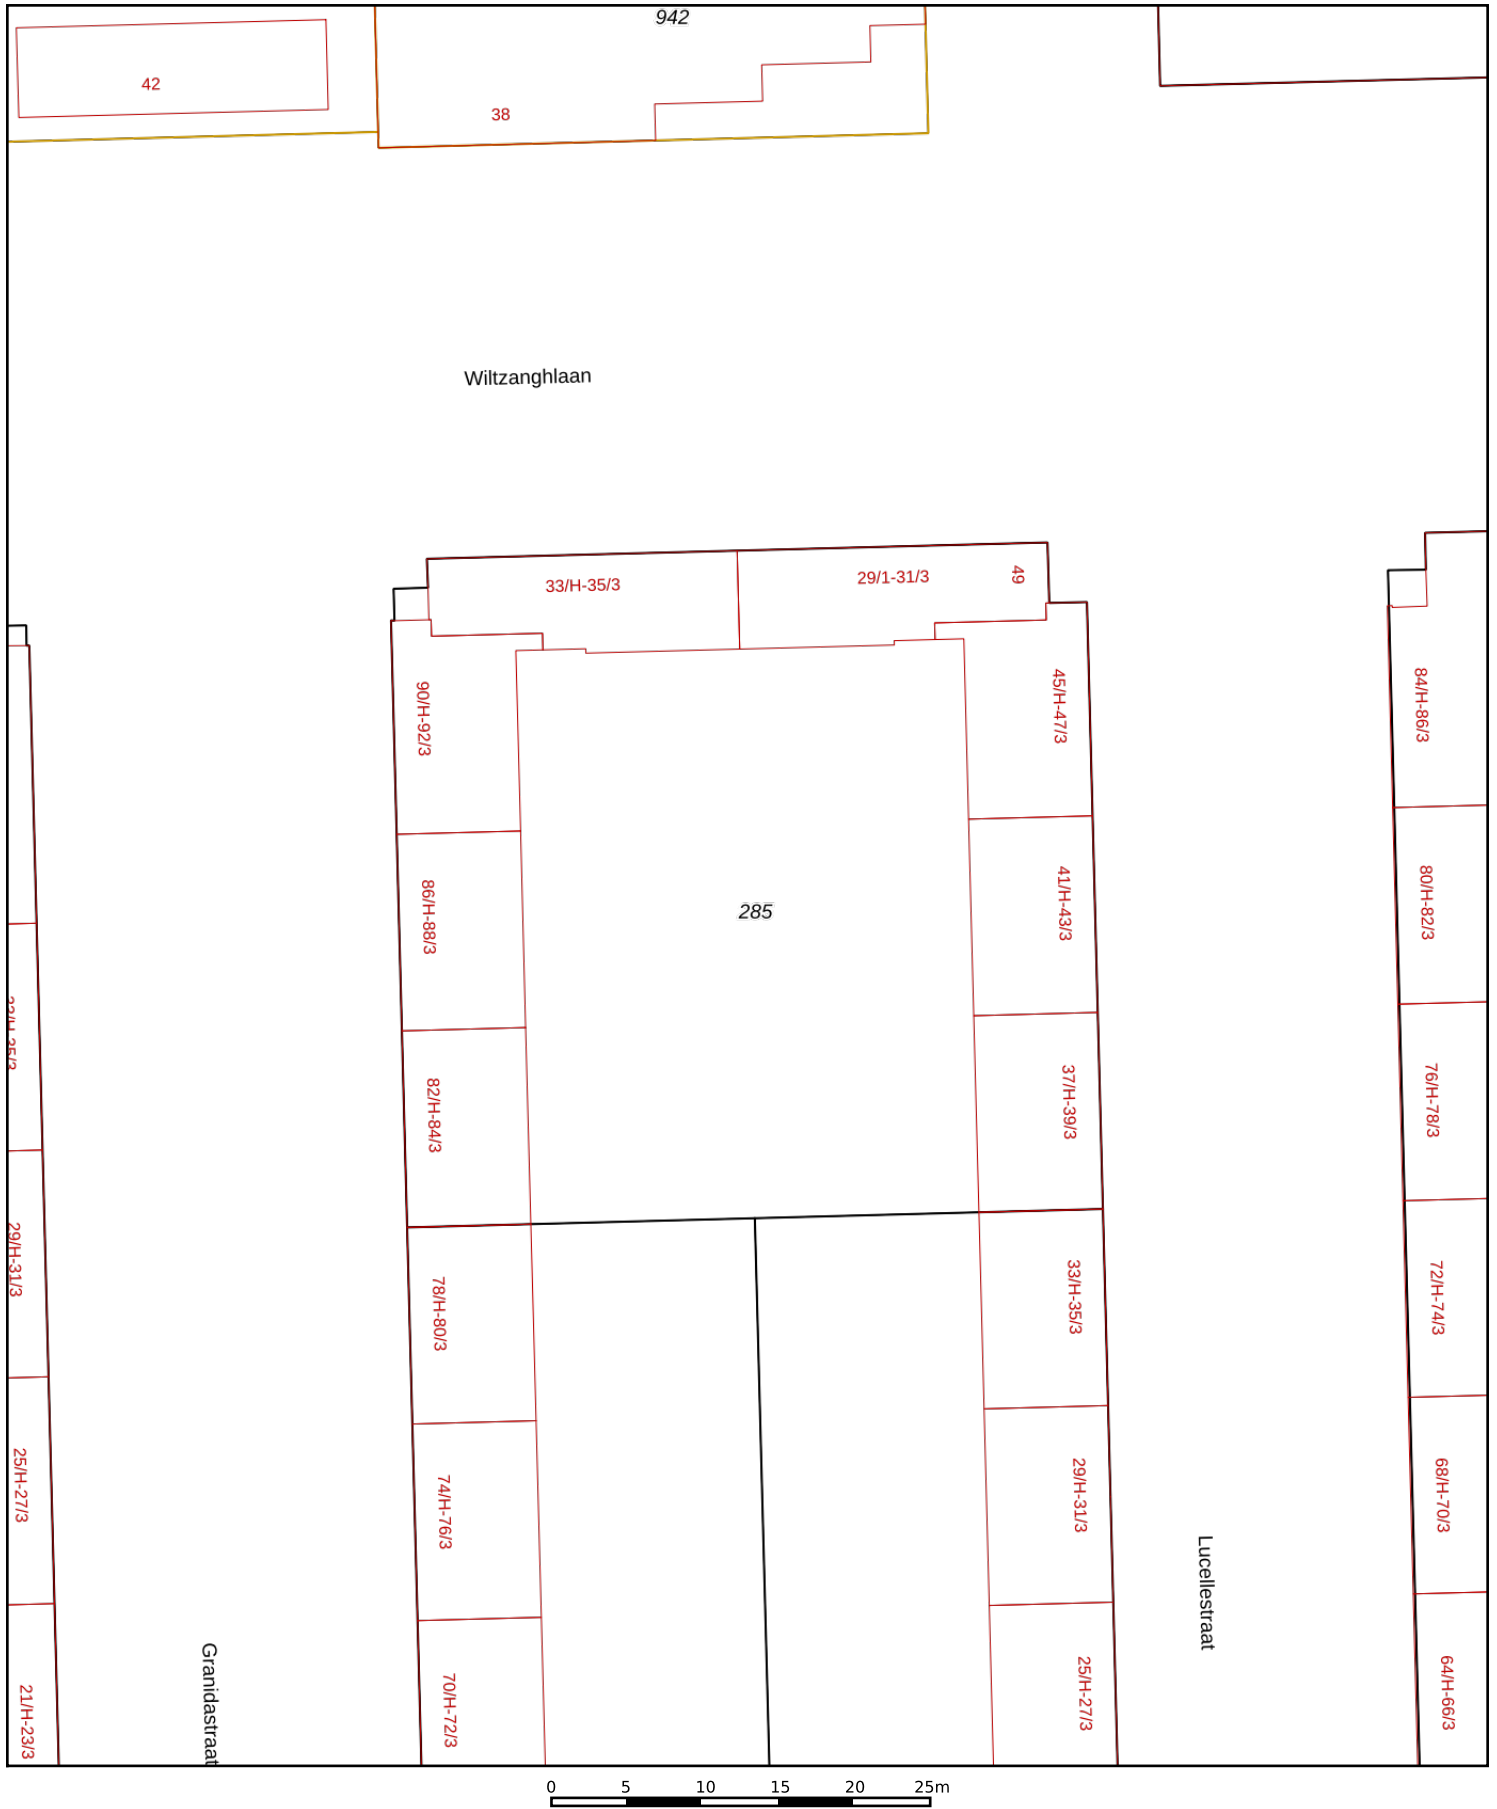 942
42
38
Wiltzanghlaan
33/H-35/3
29/1-31/3
49
90/H-92/3
45/H-47/3
84/H-86/3
86/H-88/3
41/H-43/3
80/H-82/3
285
82/H-84/3
37/H-39/3
76/H-78/3
29/H-31/3
78/H-80/3
33/H-35/3
72/H-74/3
25/H-27/3
74/H-76/3
29/H-31/3
68/H-70/3
Lucellestraat
Granidastraat
21/H-23/3
70/H-72/3
25/H-27/3
64/H-66/3
0 5 10 15 20 25m